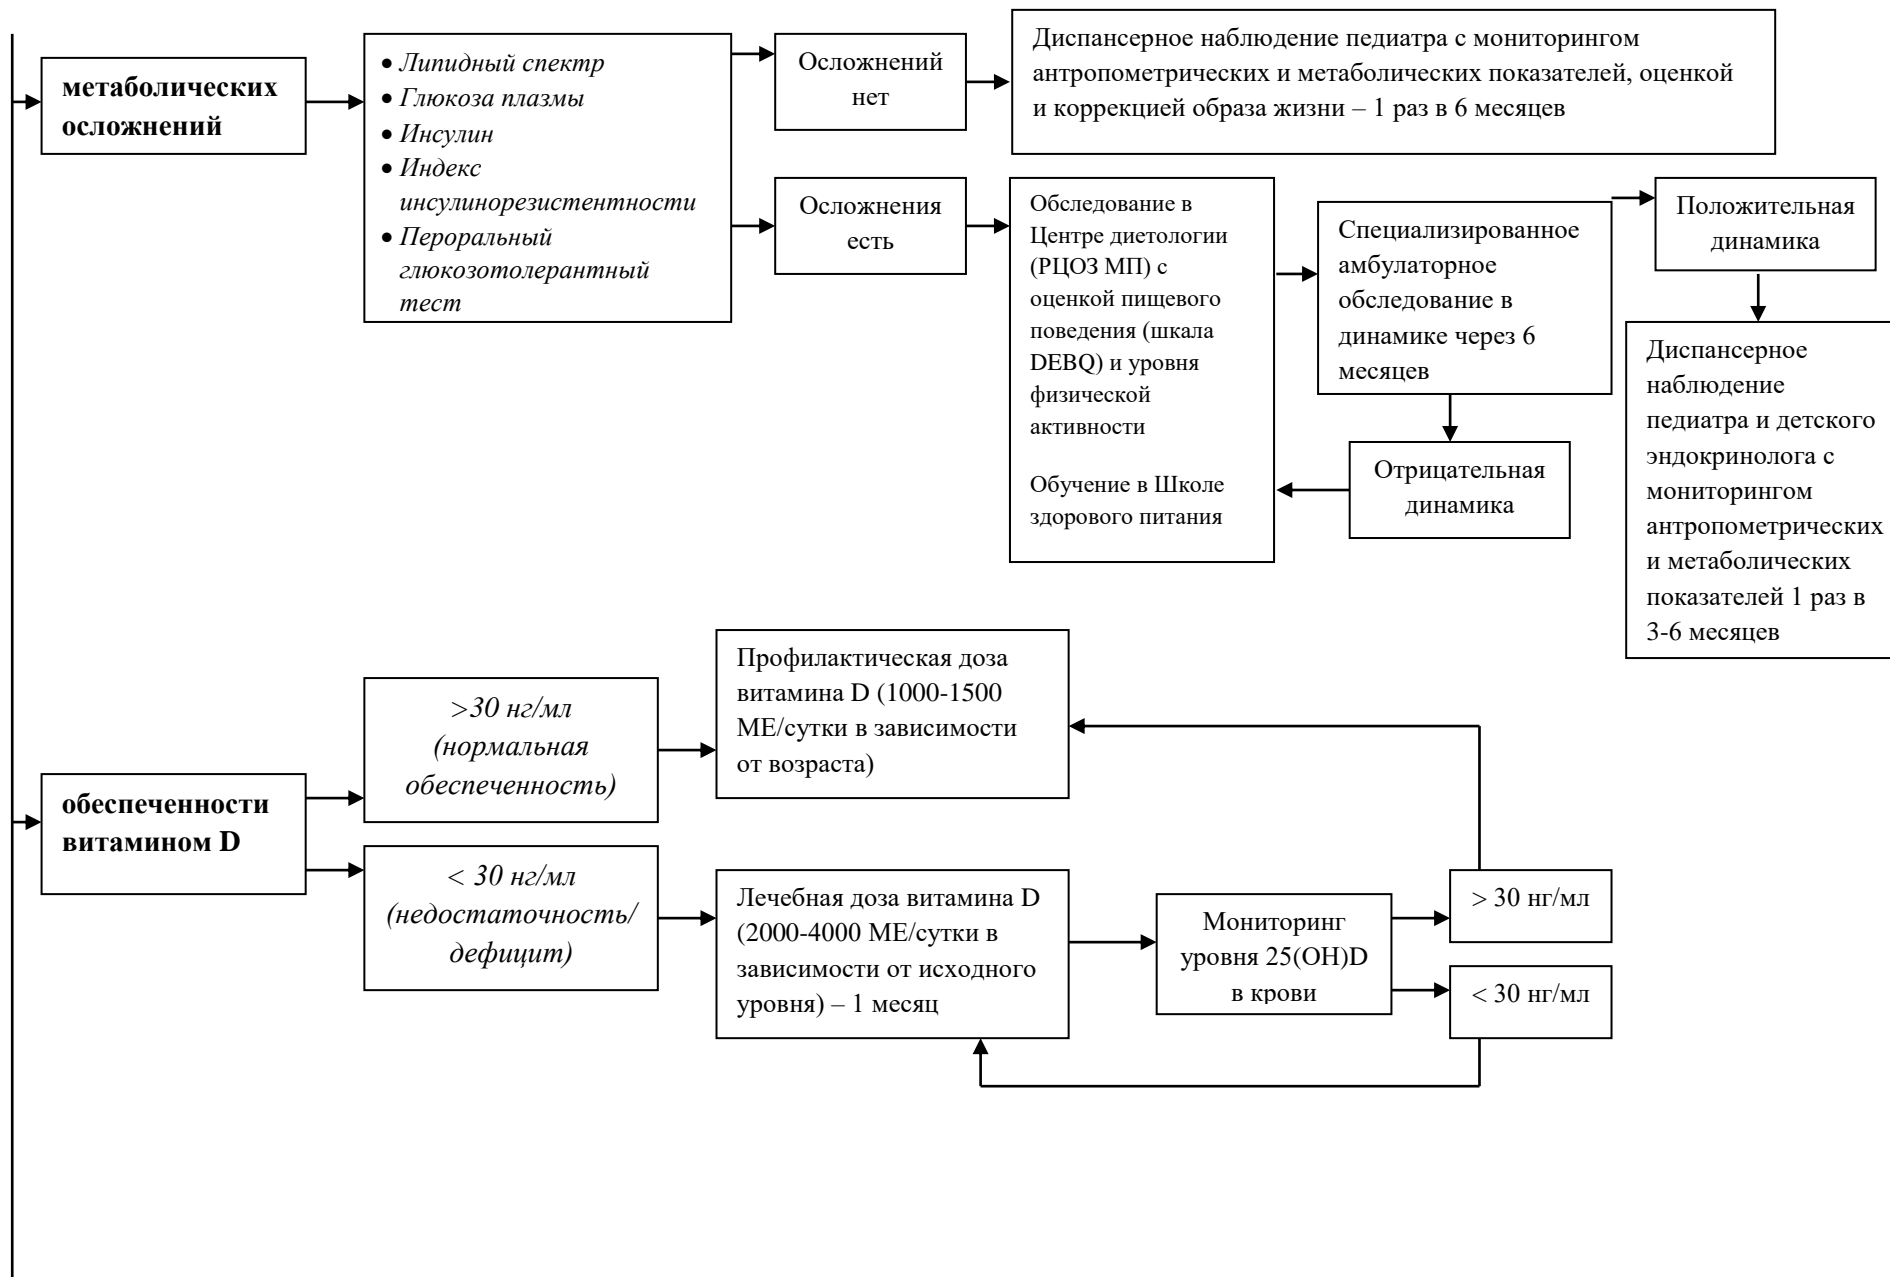 метаболических
осложнений
• Липидный спектр
• Глюкоза плазмы
• Инсулин
• Индекс
инсулинорезистентности
• Пероральный
глюкозотолерантный
тест
Осложнений
нет
Диспансерное наблюдение педиатра с мониторингом
антропометрических и метаболических показателей, оценкой
и коррекцией образа жизни – 1 раз в 6 месяцев
Осложнения
есть
Обследование в
Центре диетологии
(РЦОЗ МП) с
оценкой пищевого
поведения (шкала
DEBQ) и уровня
физической
активности
Обучение в Школе
здорового питания
Специализированное
амбулаторное
обследование в
динамике через 6
месяцев
Положительная
динамика
Отрицательная
динамика
Диспансерное
наблюдение
педиатра и детского
эндокринолога с
мониторингом
антропометрических
и метаболических
показателей 1 раз в
3-6 месяцев
обеспеченности
витамином D
>30 нг/мл
(нормальная
обеспеченность)
Профилактическая доза
витамина D (1000-1500
МЕ/сутки в зависимости
от возраста)
< 30 нг/мл
(недостаточность/
дефицит)
Лечебная доза витамина D
(2000-4000 МЕ/сутки в
зависимости от исходного
уровня) – 1 месяц
Мониторинг
уровня 25(OH)D
в крови
> 30 нг/мл
< 30 нг/мл